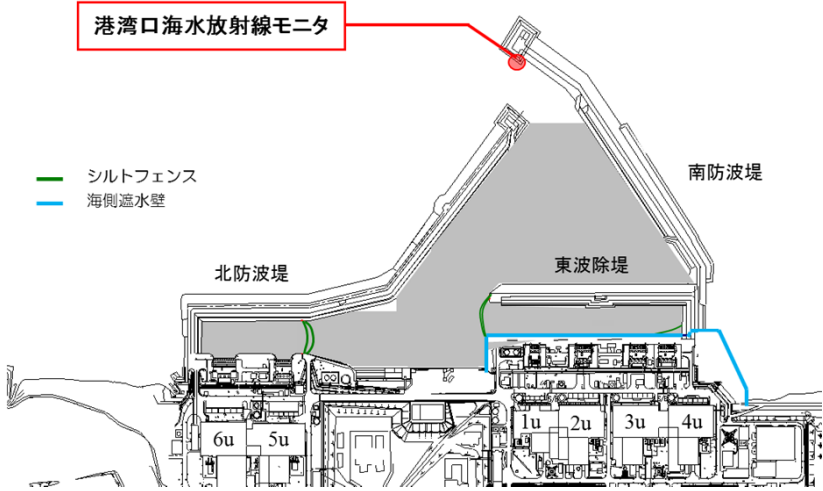 港湾口海水放射線モニタ
シルトフェンス
海側遮水壁
南防波堤
北防波堤
東波除堤
1u
2u
3u
4u
6u
5u